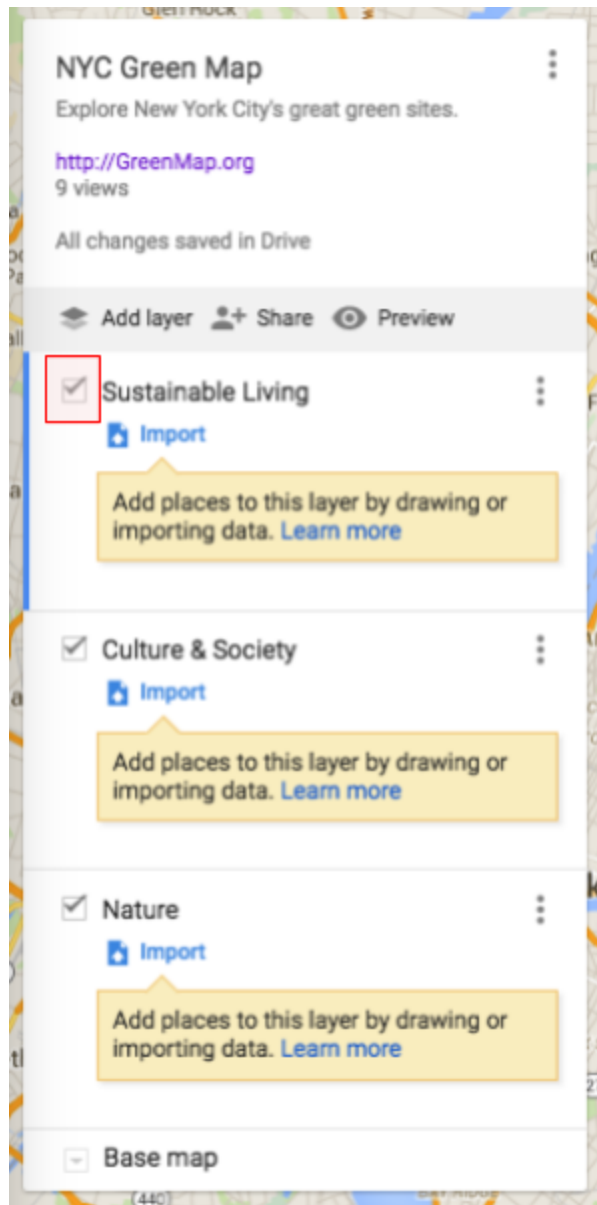 Glen Rock
NYC Green Map
Explore New York City's great green sites.
http://GreenMap.org
9 views
All changes saved in Drive
Add layer Share Preview
Sustainable Living
Import
Add places to this layer by drawing or
importing data. Learn more
Culture & Society
Import
Add places to this layer by drawing or
importing data. Learn more
Nature
Import
Add places to this layer by drawing or
importing data. Learn more
Base map
440